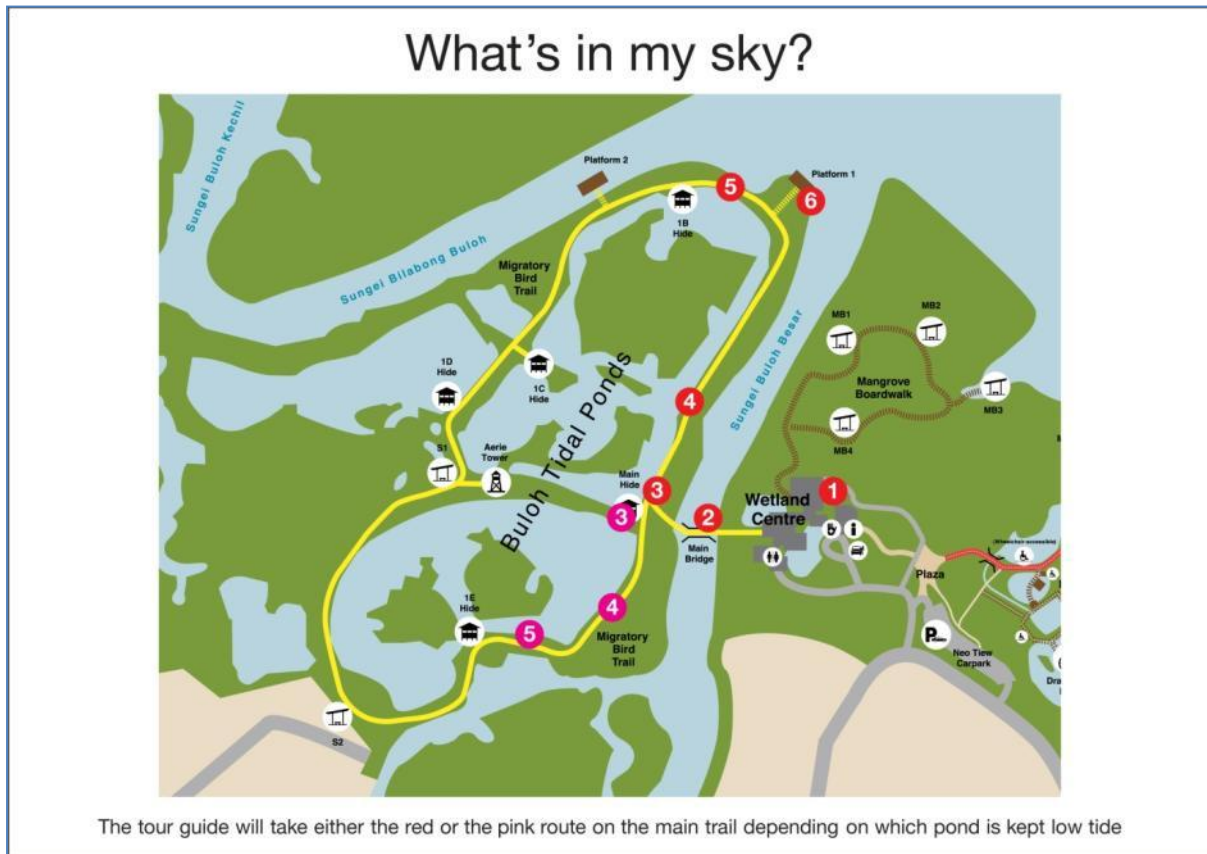 What's in my sky?
Sungei Buloh Kechil
Platform 2
Platform 1
5
6
1B
Hide
Sungei Bilabong Buloh
Migratory
Bird
Trail
Sungei Buloh Besar
MB1
MB2
1D
Hide
1C
Hide
Mangrove
Boardwalk
MB3
4
MB4
Buloh Tidal Ponds
S1
Aerie
Tower
Main
Hide
3
3
2
Wetland
Centre
1
Main
Bridge
(Wheelchair-accessible)
Plaza
1E
Hide
4
5
Migratory
Bird
Trail
P
Neo Tiew
Carpark
S2
The tour guide will take either the red or the pink route on the main trail depending on which pond is kept low tide